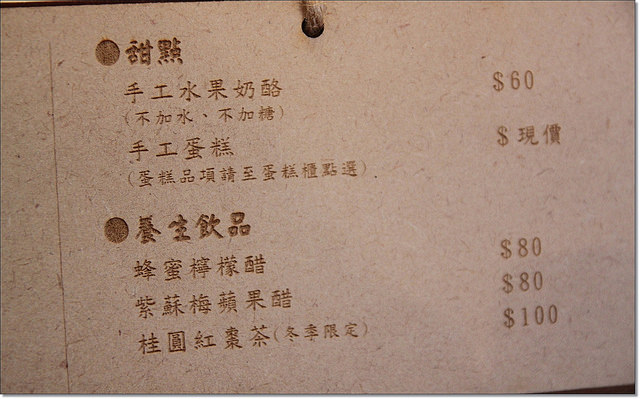 ●甜點
手工水果奶酪 $60
(不加水、不加糖)
手工蛋糕 $現價
(蛋糕品項請至蛋糕櫃點選).
●養生飲品
蜂蜜檸檬醋 $80
紫蘇梅蘋果醋 $80
桂圓紅棗茶(冬季限定) $100